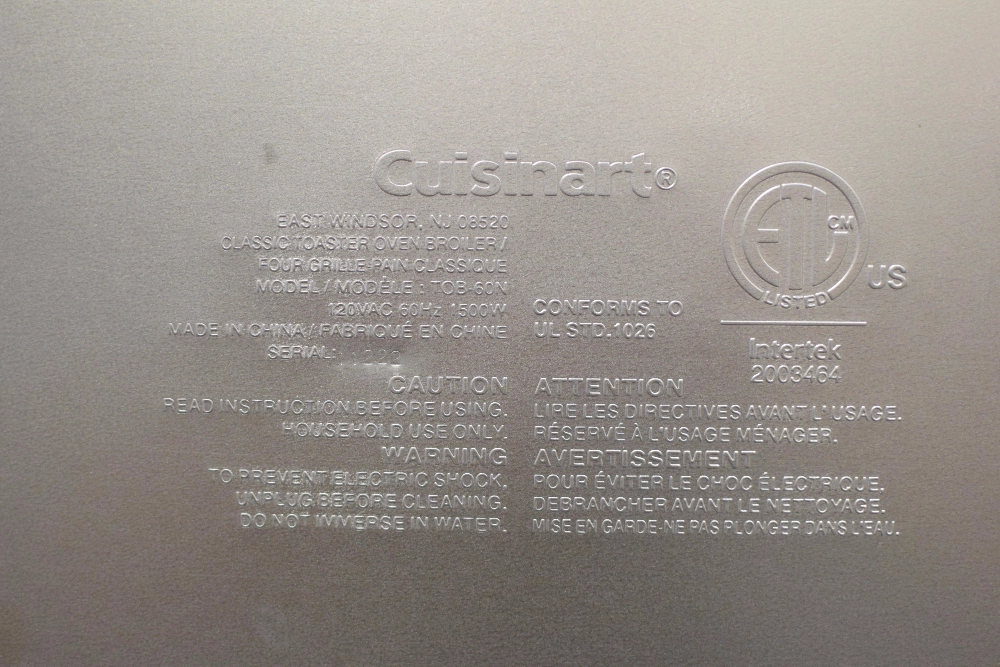 Cuisinart®
EAST WINDSOR, NJ 08520
CLASSIC TOASTER OVEN BROILER /
FOUR GRILLE-PAIN CLASSIQUE
MODEL / MODÈLE : TOB-60N
120VAC 60Hz 1500W
MADE IN CHINA / FABRIQUÉ EN CHINE
SERIAL:
CAUTION
READ INSTRUCTION BEFORE USING.
HOUSEHOLD USE ONLY.
WARNING
TO PREVENT ELECTRIC SHOCK,
UNPLUG BEFORE CLEANING.
DO NOT IMMERSE IN WATER.
CONFORMS TO
UL STD.1026
ATTENTION
LIRE LES DIRECTIVES AVANT L'USAGE.
RÉSERVÉ À L'USAGE MÉNAGER.
AVERTISSEMENT
POUR ÉVITER LE CHOC ÉLECTRIQUE,
DEBRANCHER AVANT LE NETTOYAGE.
MISE EN GARDE-NE PAS PLONGER DANS L'EAU.
ETL
CM
LISTED
US
Intertek
2003464